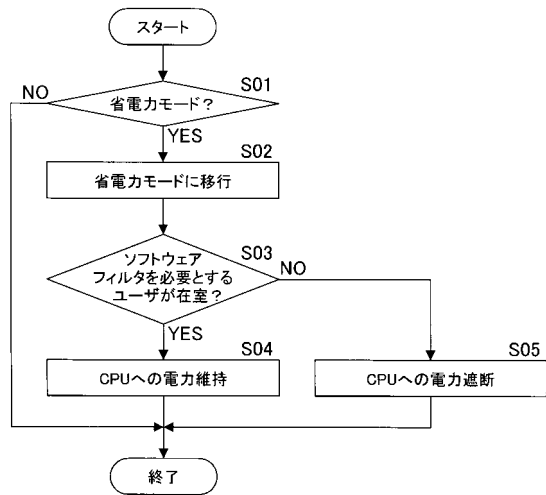 スタート
S01
NO
省電力モード?
YES
S02
省電力モードに移行
S03
ソフトウェア
フィルタを必要とする
ユーザが在室?
NO
YES
S04
CPUへの電力維持
S05
CPUへの電力遮断
終了